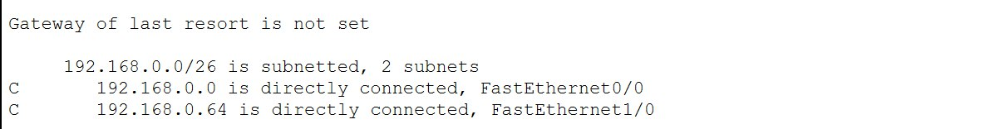 Gateway of last resort is not set
192.168.0.0/26 is subnetted, 2 subnets
C 192.168.0.0 is directly connected, FastEthernet0/0
C 192.168.0.64 is directly connected, FastEthernet1/0